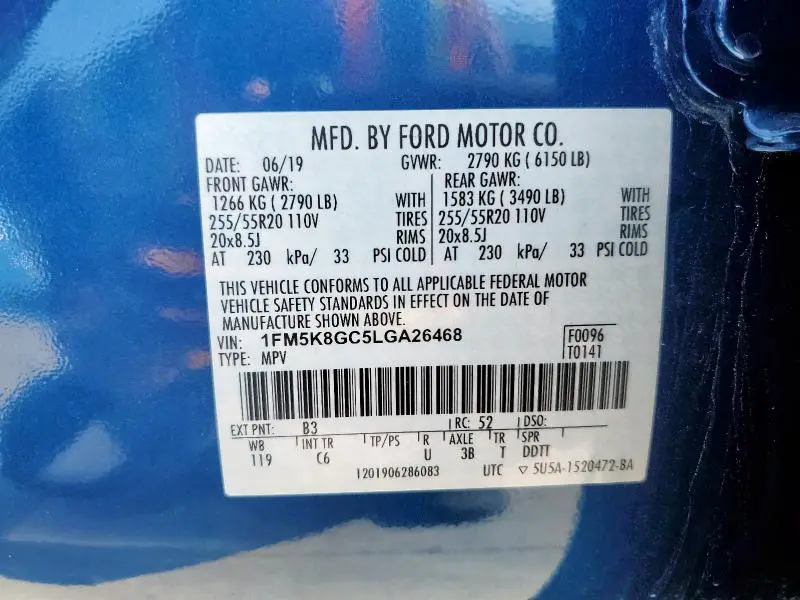 MFD. BY FORD MOTOR CO.
DATE: 06/19 GVWR: 2790 KG ( 6150 LB)
FRONT GAWR: REAR GAWR:
1266 KG ( 2790 LB) WITH 1583 KG ( 3490 LB) WITH
255/55R20 110V TIRES 255/55R20 110V TIRES
20x8.5J RIMS 20x8.5J RIMS
AT 230 kPa/ 33 PSI COLD AT 230 kPa/ 33 PSI COLD
THIS VEHICLE CONFORMS TO ALL APPLICABLE FEDERAL MOTOR
VEHICLE SAFETY STANDARDS IN EFFECT ON THE DATE OF
MANUFACTURE SHOWN ABOVE.
VIN: 1FM5K8GC5LGA26468 F0096
TYPE: MPV T0141
EXT PNT: B3 RC: 52 DSO:
WB INT TR TP/PS R AXLE TR SPR
119 C6 U 3B T DDTT
1201906286083 UTC ▽ 5U5A-1520472-BA